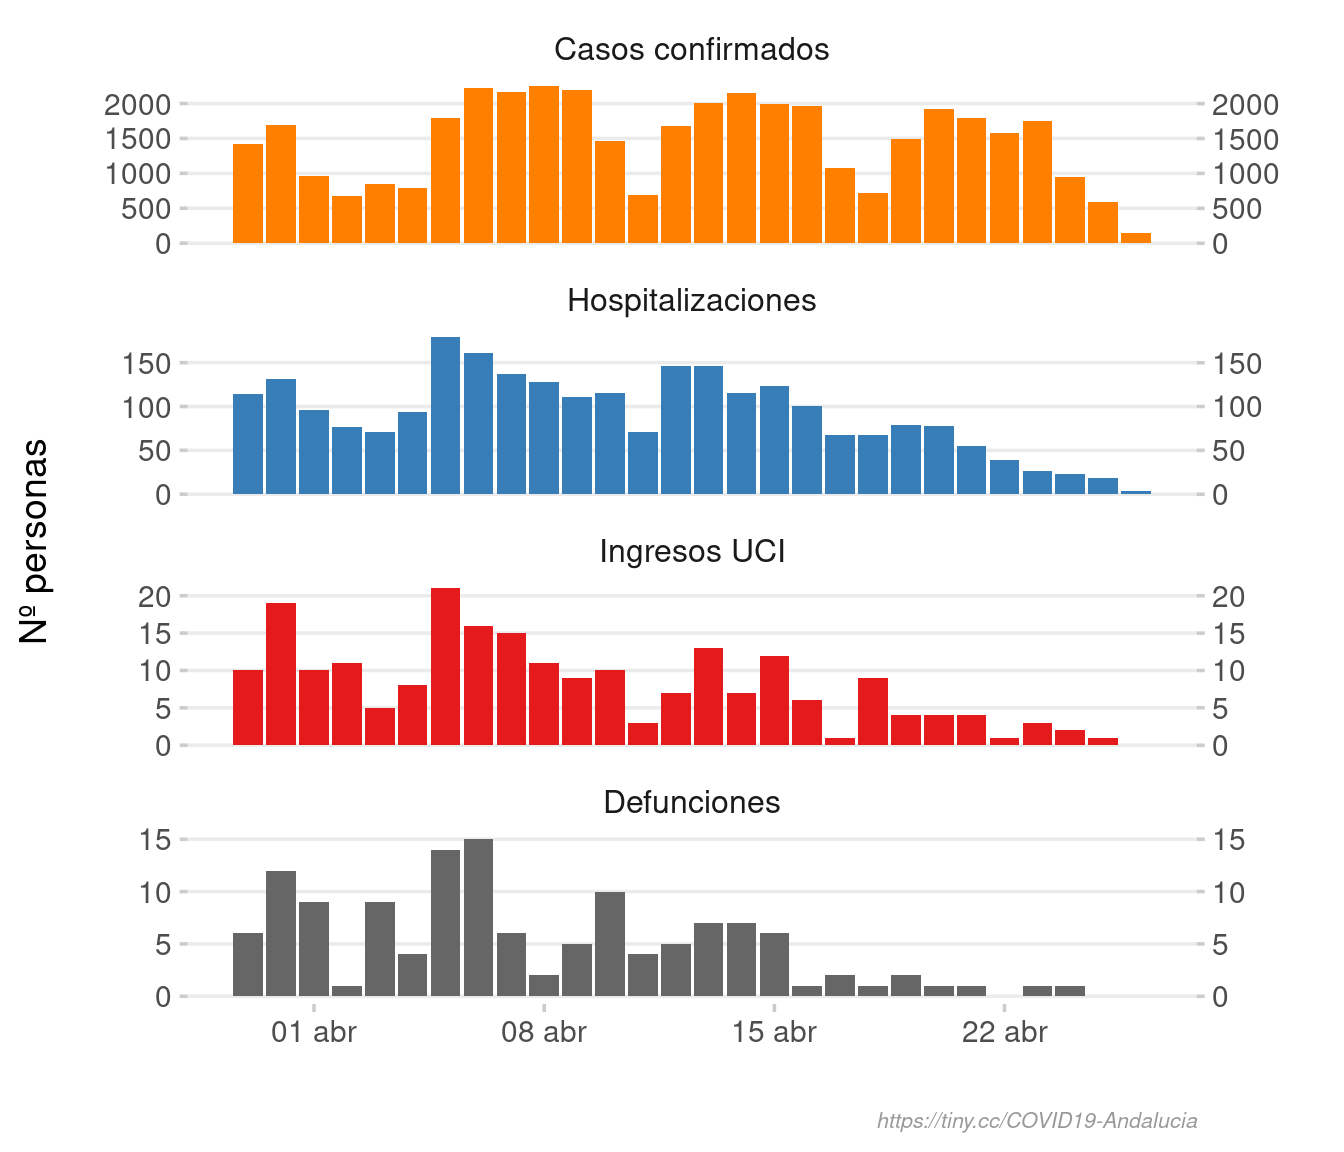 Casos confirmados
2000 2000
1500 1500
1000 1000
500 500
0 0
Hospitalizaciones
150 150
100 100
50 50
0 0
Nº personas
Ingresos UCI
20 20
15 15
10 10
5 5
0 0
Defunciones
15 15
10 10
5 5
0 0
01 abr 08 abr 15 abr 22 abr
https://tiny.cc/COVID19-Andalucia